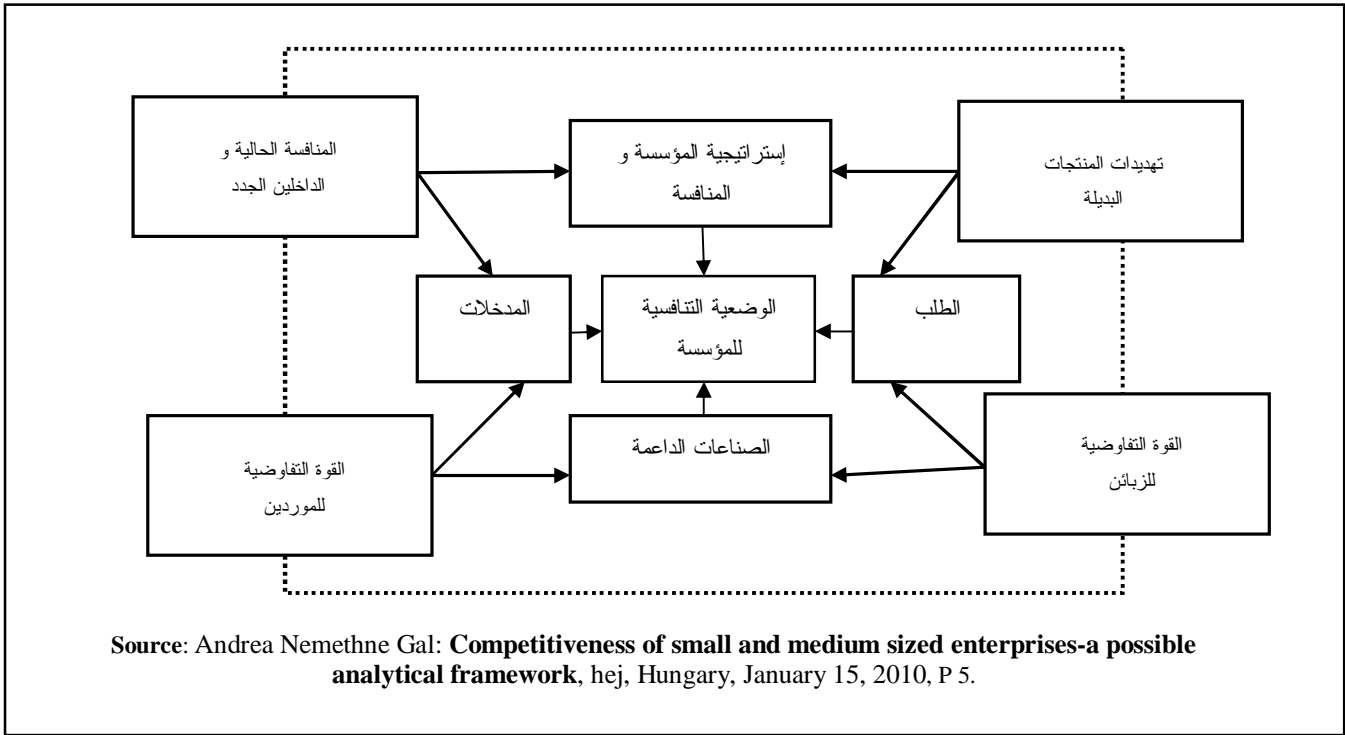 المنافسة الحالية و
الداخلين الجدد
إستراتيجية المؤسسة و
المنافسة
تهديدات المنتجات
البديلة
المدخلات
الوضعية التنافسية
للمؤسسة
الطلب
القوة التفاوضية
للموردين
الصناعات الداعمة
القوة التفاوضية
للزبائن
Source: Andrea Nemethne Gal: Competitiveness of small and medium sized enterprises-a possible
analytical framework, hej, Hungary, January 15, 2010, P 5.